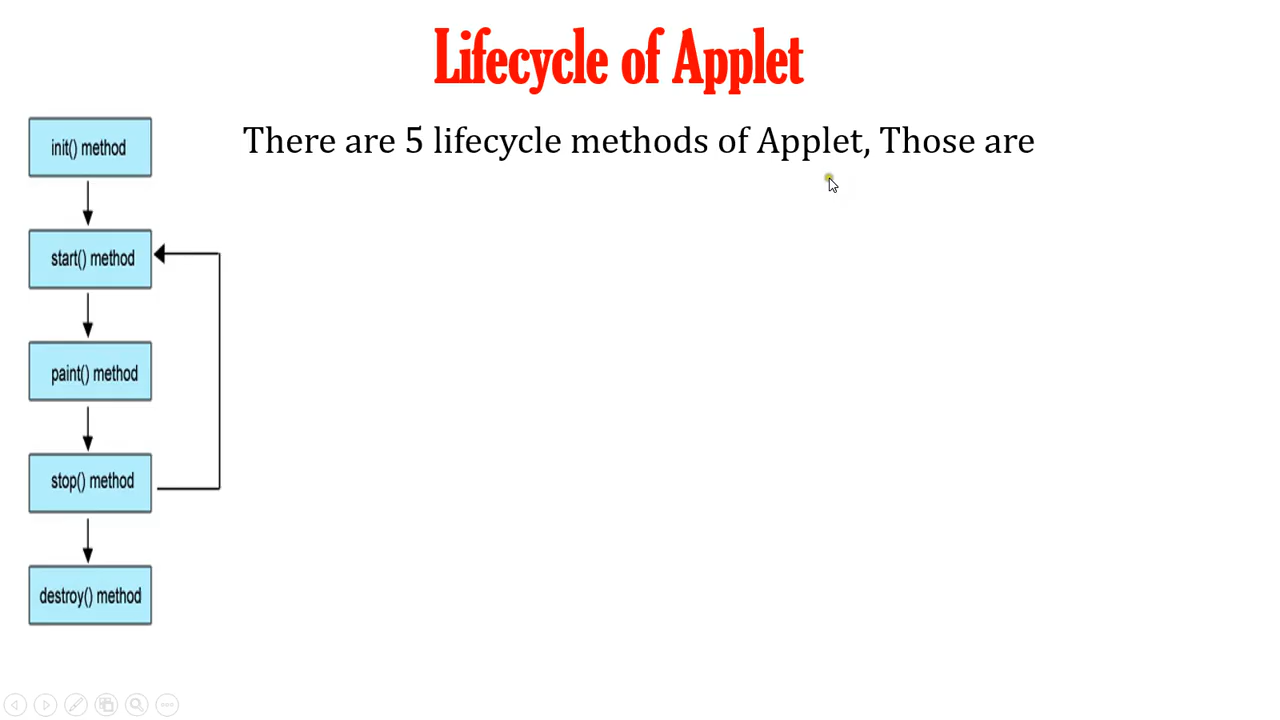 Lifecycle of Applet
There are 5 lifecycle methods of Applet, Those are
init() method
start() method
paint() method
stop() method
destroy() method